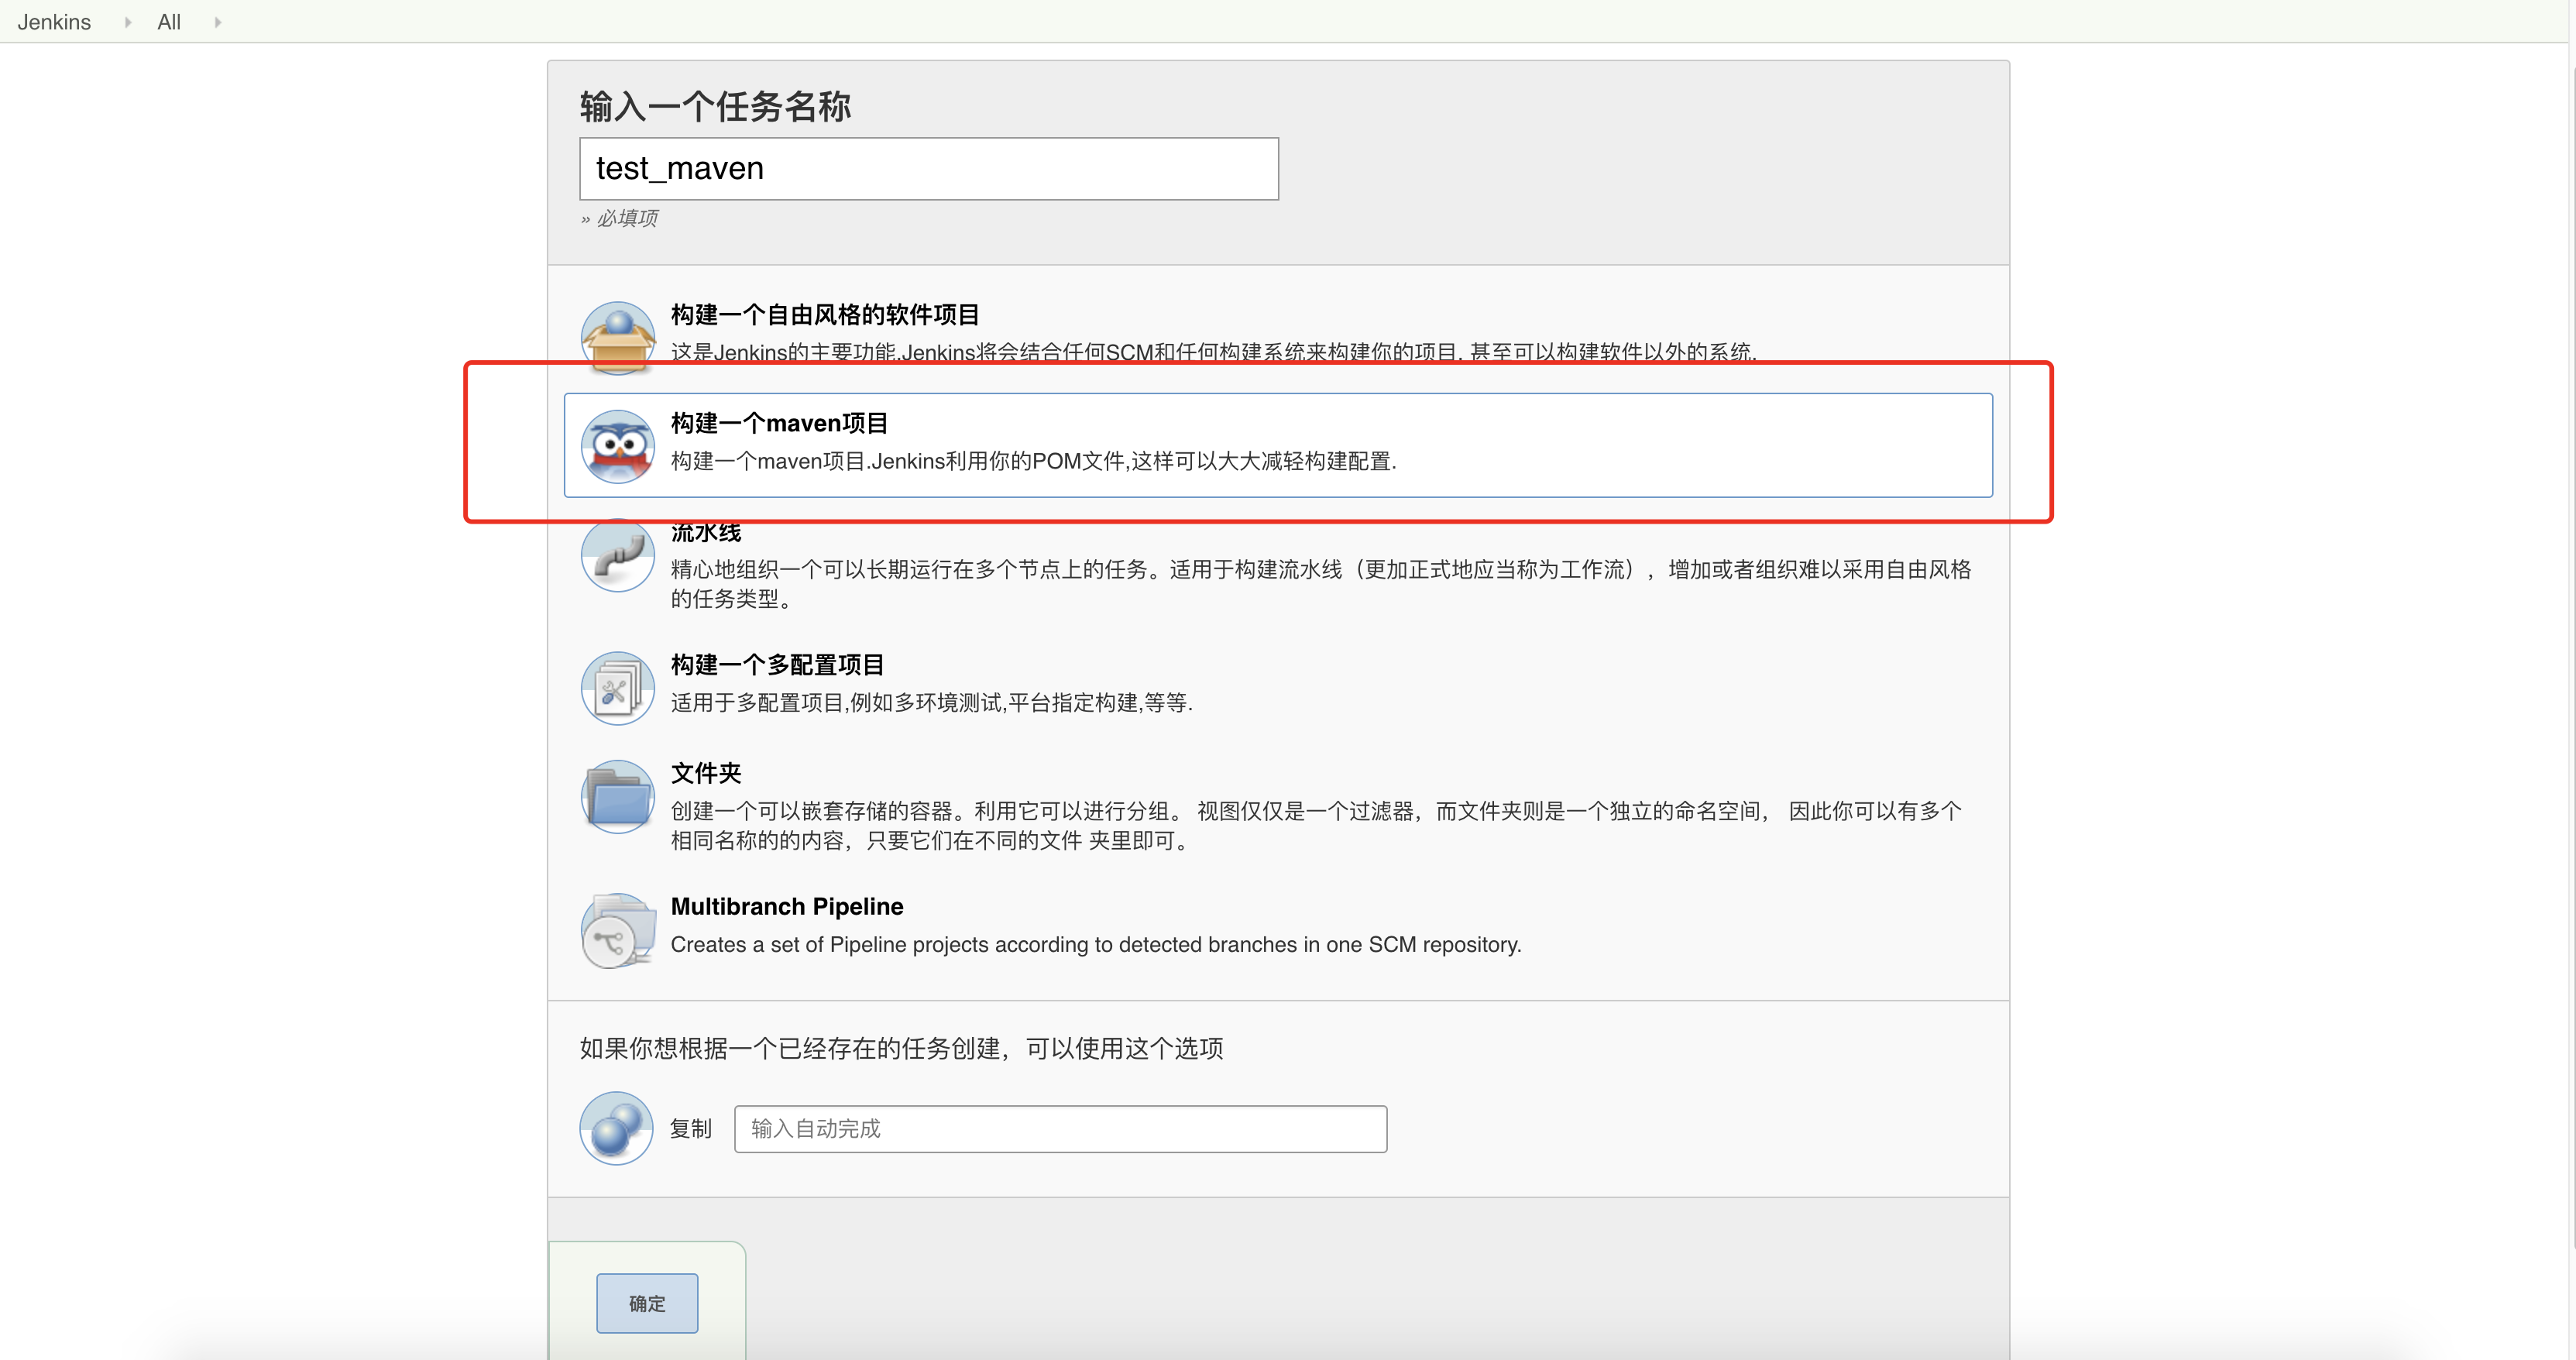 Jenkins All
输入一个任务名称
test_maven
» 必填项
构建一个自由风格的软件项目
这是Jenkins的主要功能.Jenkins将会结合任何SCM和任何构建系统来构建你的项目, 甚至可以构建软件以外的系统.
构建一个maven项目
构建一个maven项目.Jenkins利用你的POM文件,这样可以大大减轻构建配置.
流水线
精心地组织一个可以长期运行在多个节点上的任务。适用于构建流水线（更加正式地应当称为工作流），增加或者组织难以采用自由风格
的任务类型。
构建一个多配置项目
适用于多配置项目,例如多环境测试,平台指定构建,等等.
文件夹
创建一个可以嵌套存储的容器。利用它可以进行分组。 视图仅仅是一个过滤器，而文件夹则是一个独立的命名空间， 因此你可以有多个
相同名称的的内容，只要它们在不同的文件 夹里即可。
Multibranch Pipeline
Creates a set of Pipeline projects according to detected branches in one SCM repository.
如果你想根据一个已经存在的任务创建，可以使用这个选项
复制 输入自动完成
确定